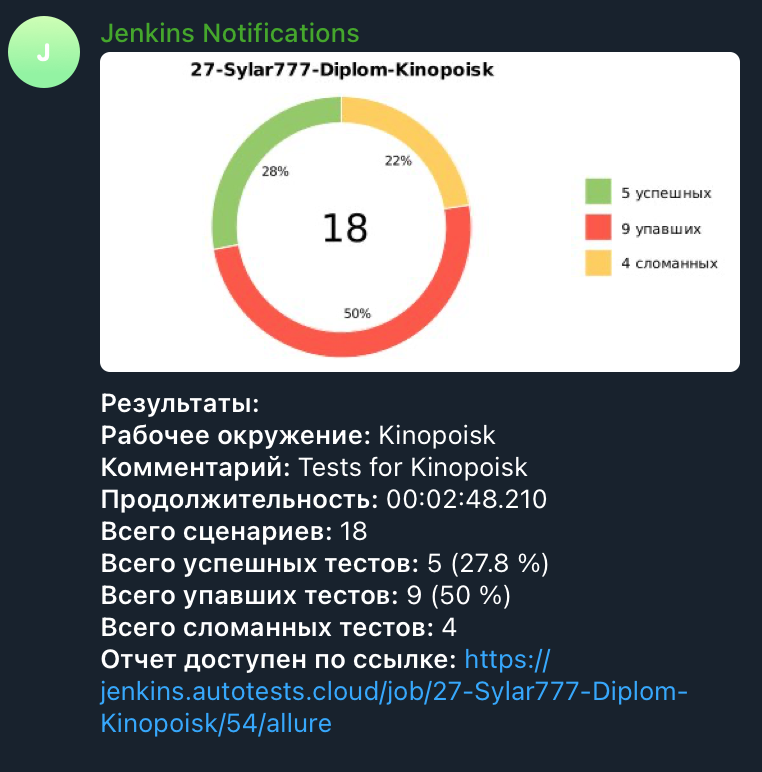 J
Jenkins Notifications
27-Sylar777-Diplom-Kinopoisk
28%
22%
18
50%
5 успешных
9 упавших
4 сломанных
Результаты:
Рабочее окружение: Kinopoisk
Комментарий: Tests for Kinopoisk
Продолжительность: 00:02:48.210
Всего сценариев: 18
Всего успешных тестов: 5 (27.8 %)
Всего упавших тестов: 9 (50 %)
Всего сломанных тестов: 4
Отчет доступен по ссылке: https://
jenkins.autotests.cloud/job/27-Sylar777-Diplom-
Kinopoisk/54/allure